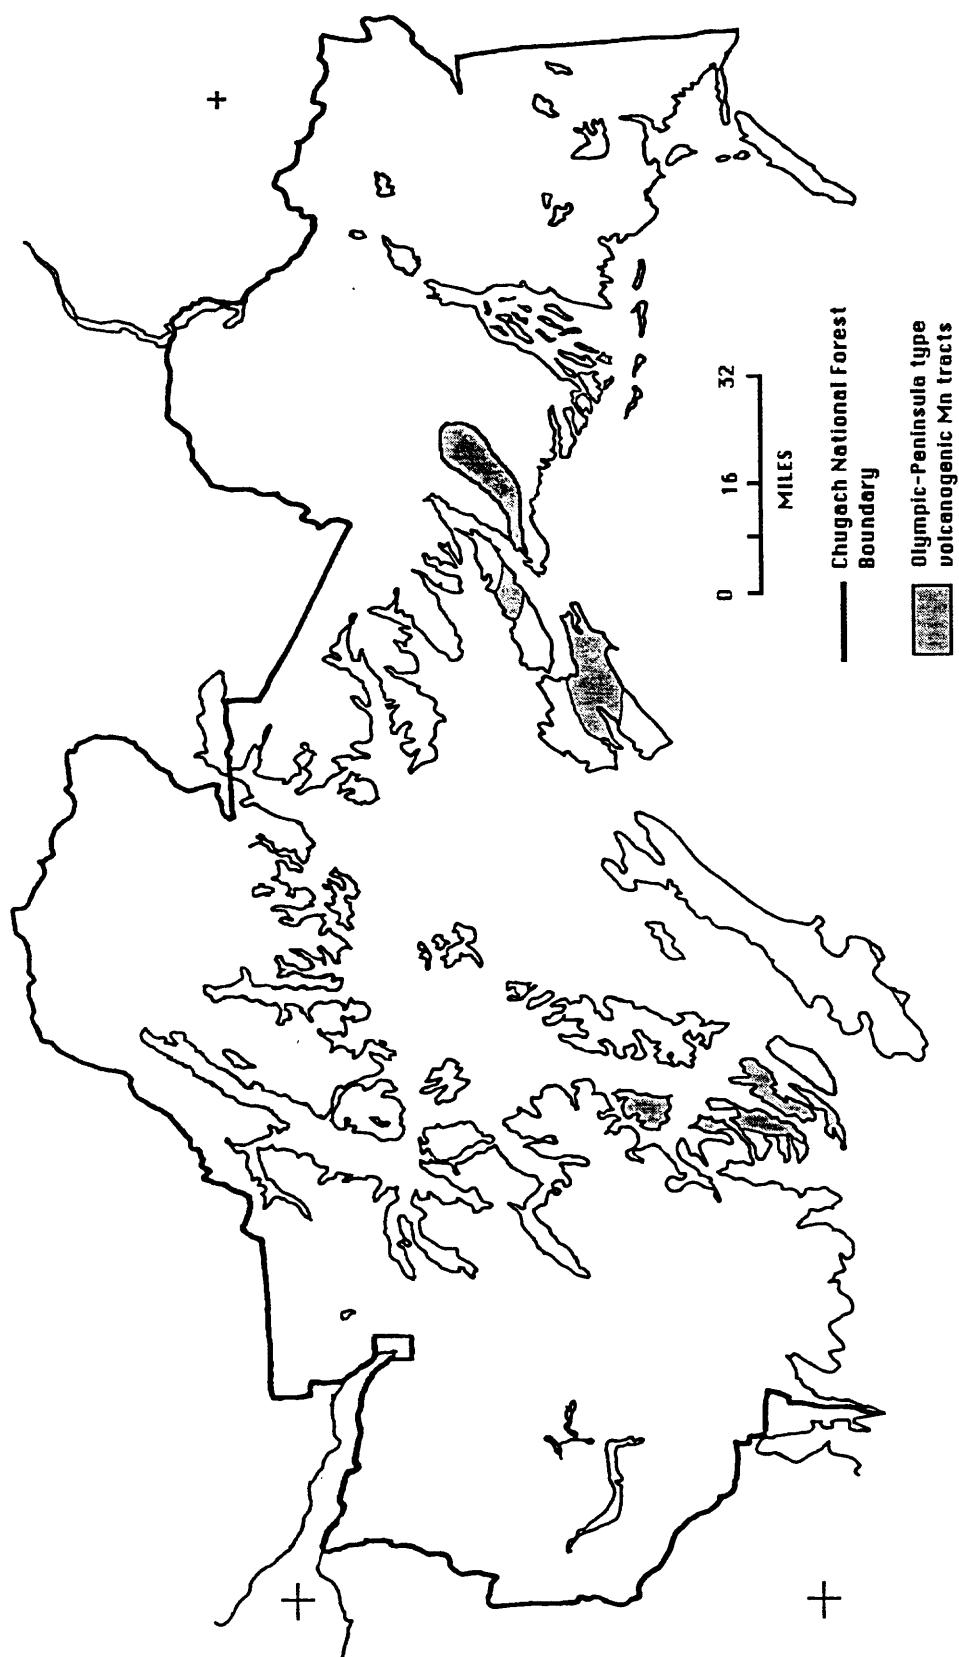 0 16 32
MILES
Chugach National Forest
Boundary
Olympic-Peninsula type
volcanogenic Mn tracts